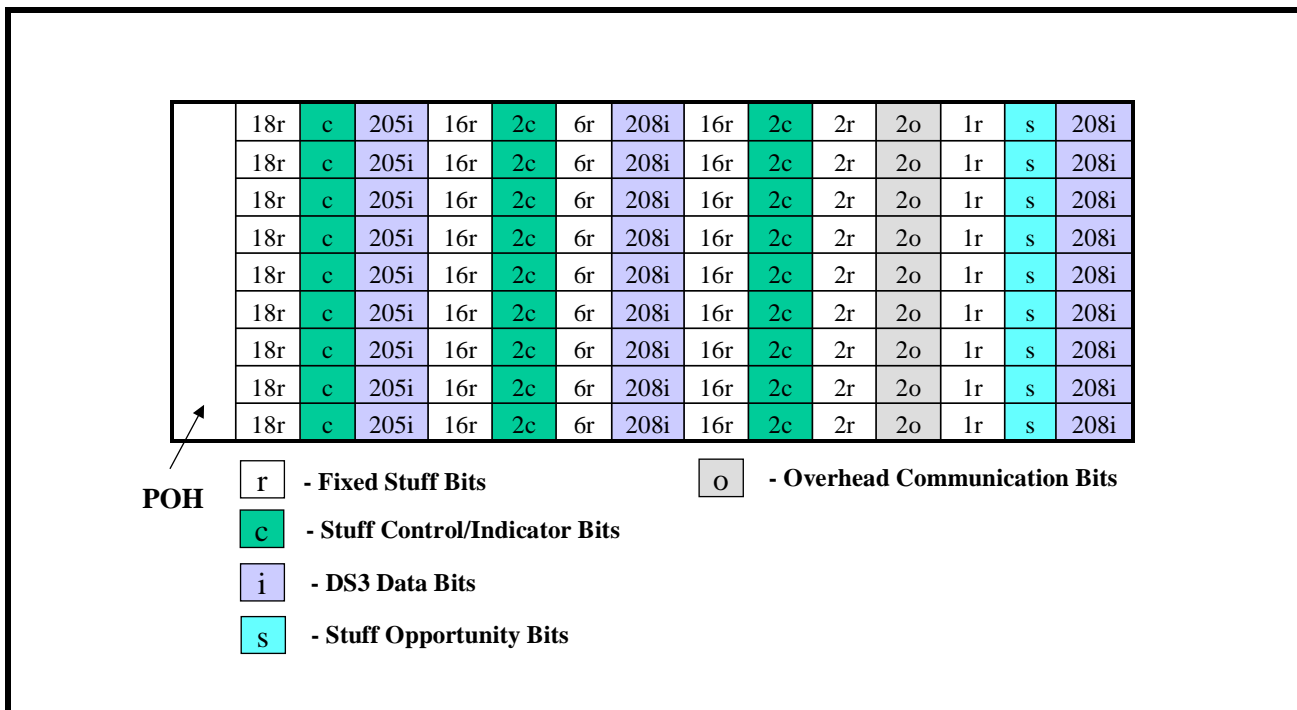 18r c 205i 16r 2c 6r 208i 16r 2c 2r 2o 1r s 208i
18r c 205i 16r 2c 6r 208i 16r 2c 2r 2o 1r s 208i
18r c 205i 16r 2c 6r 208i 16r 2c 2r 2o 1r s 208i
18r c 205i 16r 2c 6r 208i 16r 2c 2r 2o 1r s 208i
18r c 205i 16r 2c 6r 208i 16r 2c 2r 2o 1r s 208i
18r c 205i 16r 2c 6r 208i 16r 2c 2r 2o 1r s 208i
18r c 205i 16r 2c 6r 208i 16r 2c 2r 2o 1r s 208i
18r c 205i 16r 2c 6r 208i 16r 2c 2r 2o 1r s 208i
18r c 205i 16r 2c 6r 208i 16r 2c 2r 2o 1r s 208i
POH
r - Fixed Stuff Bits
o - Overhead Communication Bits
c - Stuff Control/Indicator Bits
i - DS3 Data Bits
s - Stuff Opportunity Bits